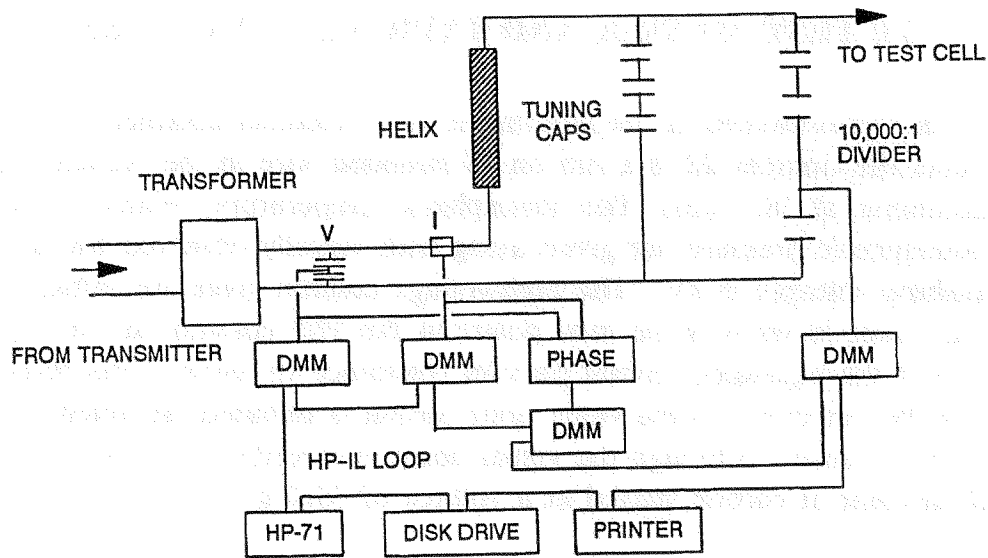 TO TEST CELL
HELIX
TUNING
CAPS
10,000:1
DIVIDER
TRANSFORMER
V
I
FROM TRANSMITTER
DMM
DMM
PHASE
DMM
DMM
HP-IL LOOP
HP-71
DISK DRIVE
PRINTER